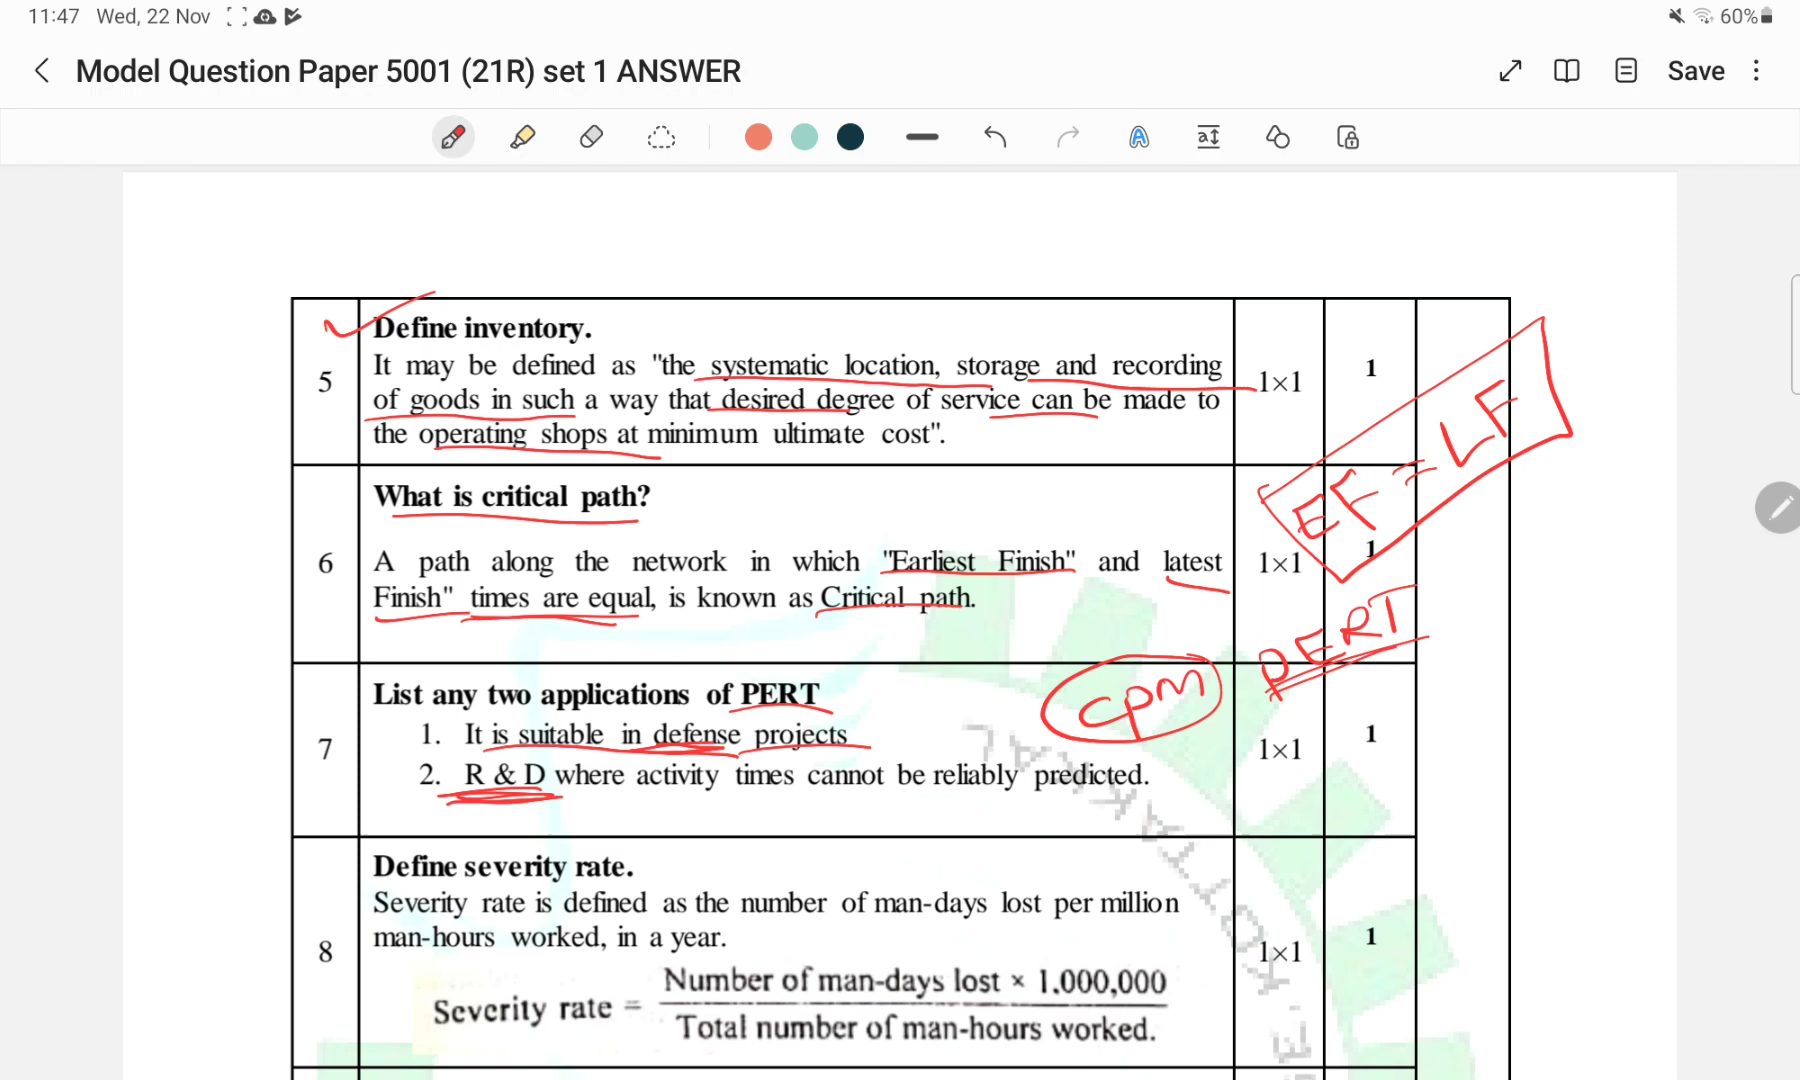 11:47 Wed, 22 Nov
60%
Model Question Paper 5001 (21R) set 1 ANSWER
Save
Define inventory.
5
It may be defined as "the systematic location, storage and recording
of goods in such a way that desired degree of service can be made to
the operating shops at minimum ultimate cost".
1×1
1
EF = LF
What is critical path?
6
A path along the network in which "Earliest Finish" and latest
Finish" times are equal, is known as Critical path.
1×1
1
PERT
List any two applications of PERT
CPM
7
1. It is suitable in defense projects
2. R & D where activity times cannot be reliably predicted.
1×1
1
Define severity rate.
8
Severity rate is defined as the number of man-days lost per million
man-hours worked, in a year.
Severity rate = Number of man-days lost × 1.000,000
Total number of man-hours worked.
1×1
1